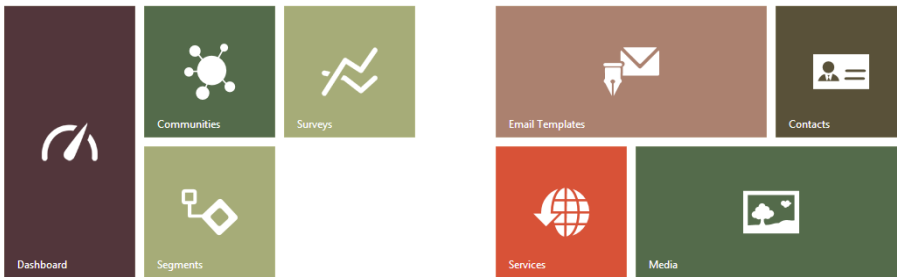 Communities
Surveys
Email Templates
Contacts
Dashboard
Segments
Services
Media